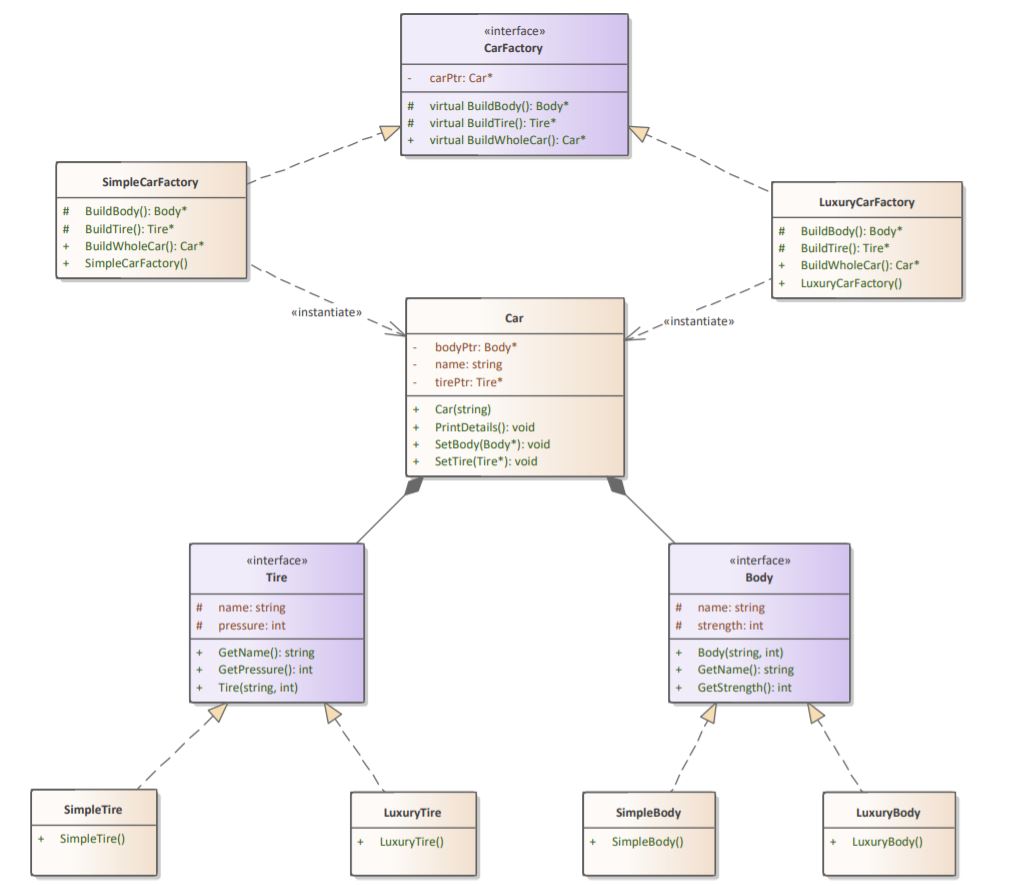 «interface»
CarFactory
- carPtr: Car*
# virtual BuildBody(): Body*
# virtual BuildTire(): Tire*
+ virtual BuildWholeCar(): Car*
SimpleCarFactory
# BuildBody(): Body*
# BuildTire(): Tire*
+ BuildWholeCar(): Car*
+ SimpleCarFactory()
LuxuryCarFactory
# BuildBody(): Body*
# BuildTire(): Tire*
+ BuildWholeCar(): Car*
+ LuxuryCarFactory()
«instantiate»
«instantiate»
Car
- bodyPtr: Body*
- name: string
- tirePtr: Tire*
+ Car(string)
+ PrintDetails(): void
+ SetBody(Body*): void
+ SetTire(Tire*): void
«interface»
Tire
# name: string
# pressure: int
+ GetName(): string
+ GetPressure(): int
+ Tire(string, int)
«interface»
Body
# name: string
# strength: int
+ Body(string, int)
+ GetName(): string
+ GetStrength(): int
SimpleTire
+ SimpleTire()
LuxuryTire
+ LuxuryTire()
SimpleBody
+ SimpleBody()
LuxuryBody
+ LuxuryBody()